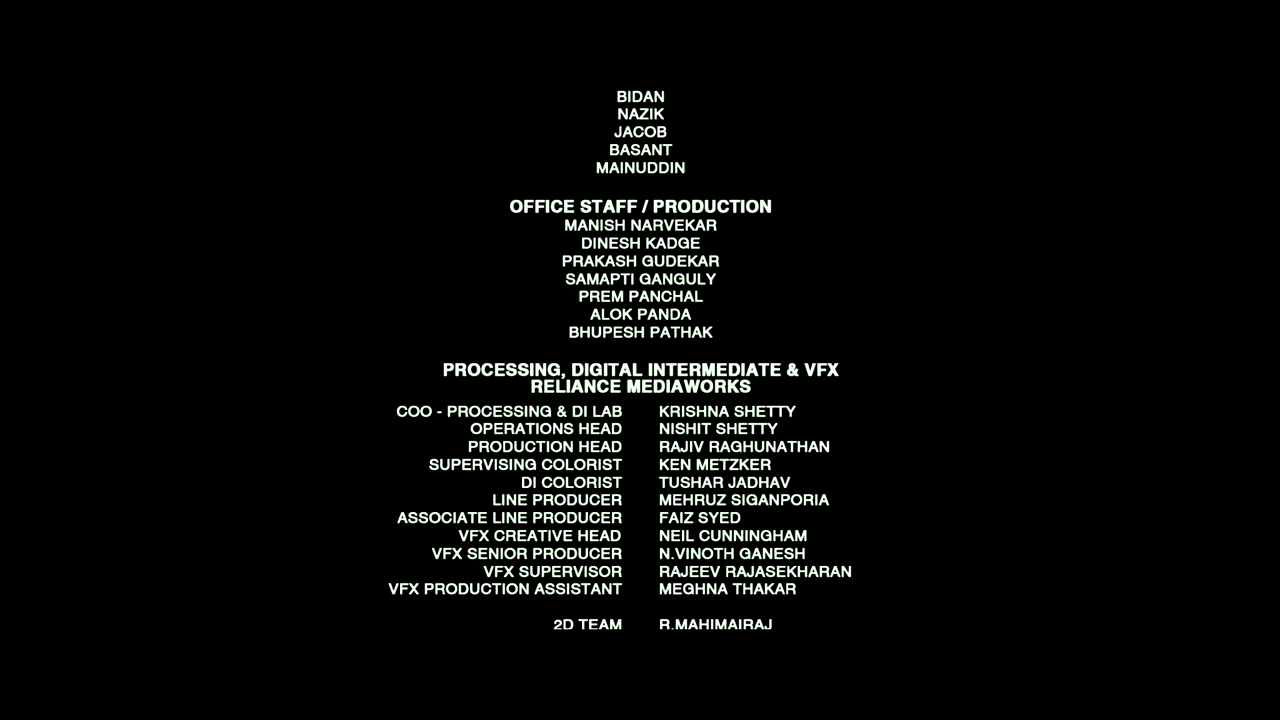 BIDAN
NAZIK
JACOB
BASANT
MAINUDDIN
OFFICE STAFF / PRODUCTION
MANISH NARVEKAR
DINESH KADGE
PRAKASH GUDEKAR
SAMAPTI GANGULY
PREM PANCHAL
ALOK PANDA
BHUPESH PATHAK
PROCESSING, DIGITAL INTERMEDIATE & VFX
RELIANCE MEDIAWORKS
COO - PROCESSING & DI LAB KRISHNA SHETTY
OPERATIONS HEAD NISHIT SHETTY
PRODUCTION HEAD RAJIV RAGHUNATHAN
SUPERVISING COLORIST KEN METZKER
DI COLORIST TUSHAR JADHAV
LINE PRODUCER MEHRUZ SIGANPORIA
ASSOCIATE LINE PRODUCER FAIZ SYED
VFX CREATIVE HEAD NEIL CUNNINGHAM
VFX SENIOR PRODUCER N.VINOTH GANESH
VFX SUPERVISOR RAJEEV RAJASEKHARAN
VFX PRODUCTION ASSISTANT MEGHNA THAKAR
2D TEAM R.MAHIMAIRAJ